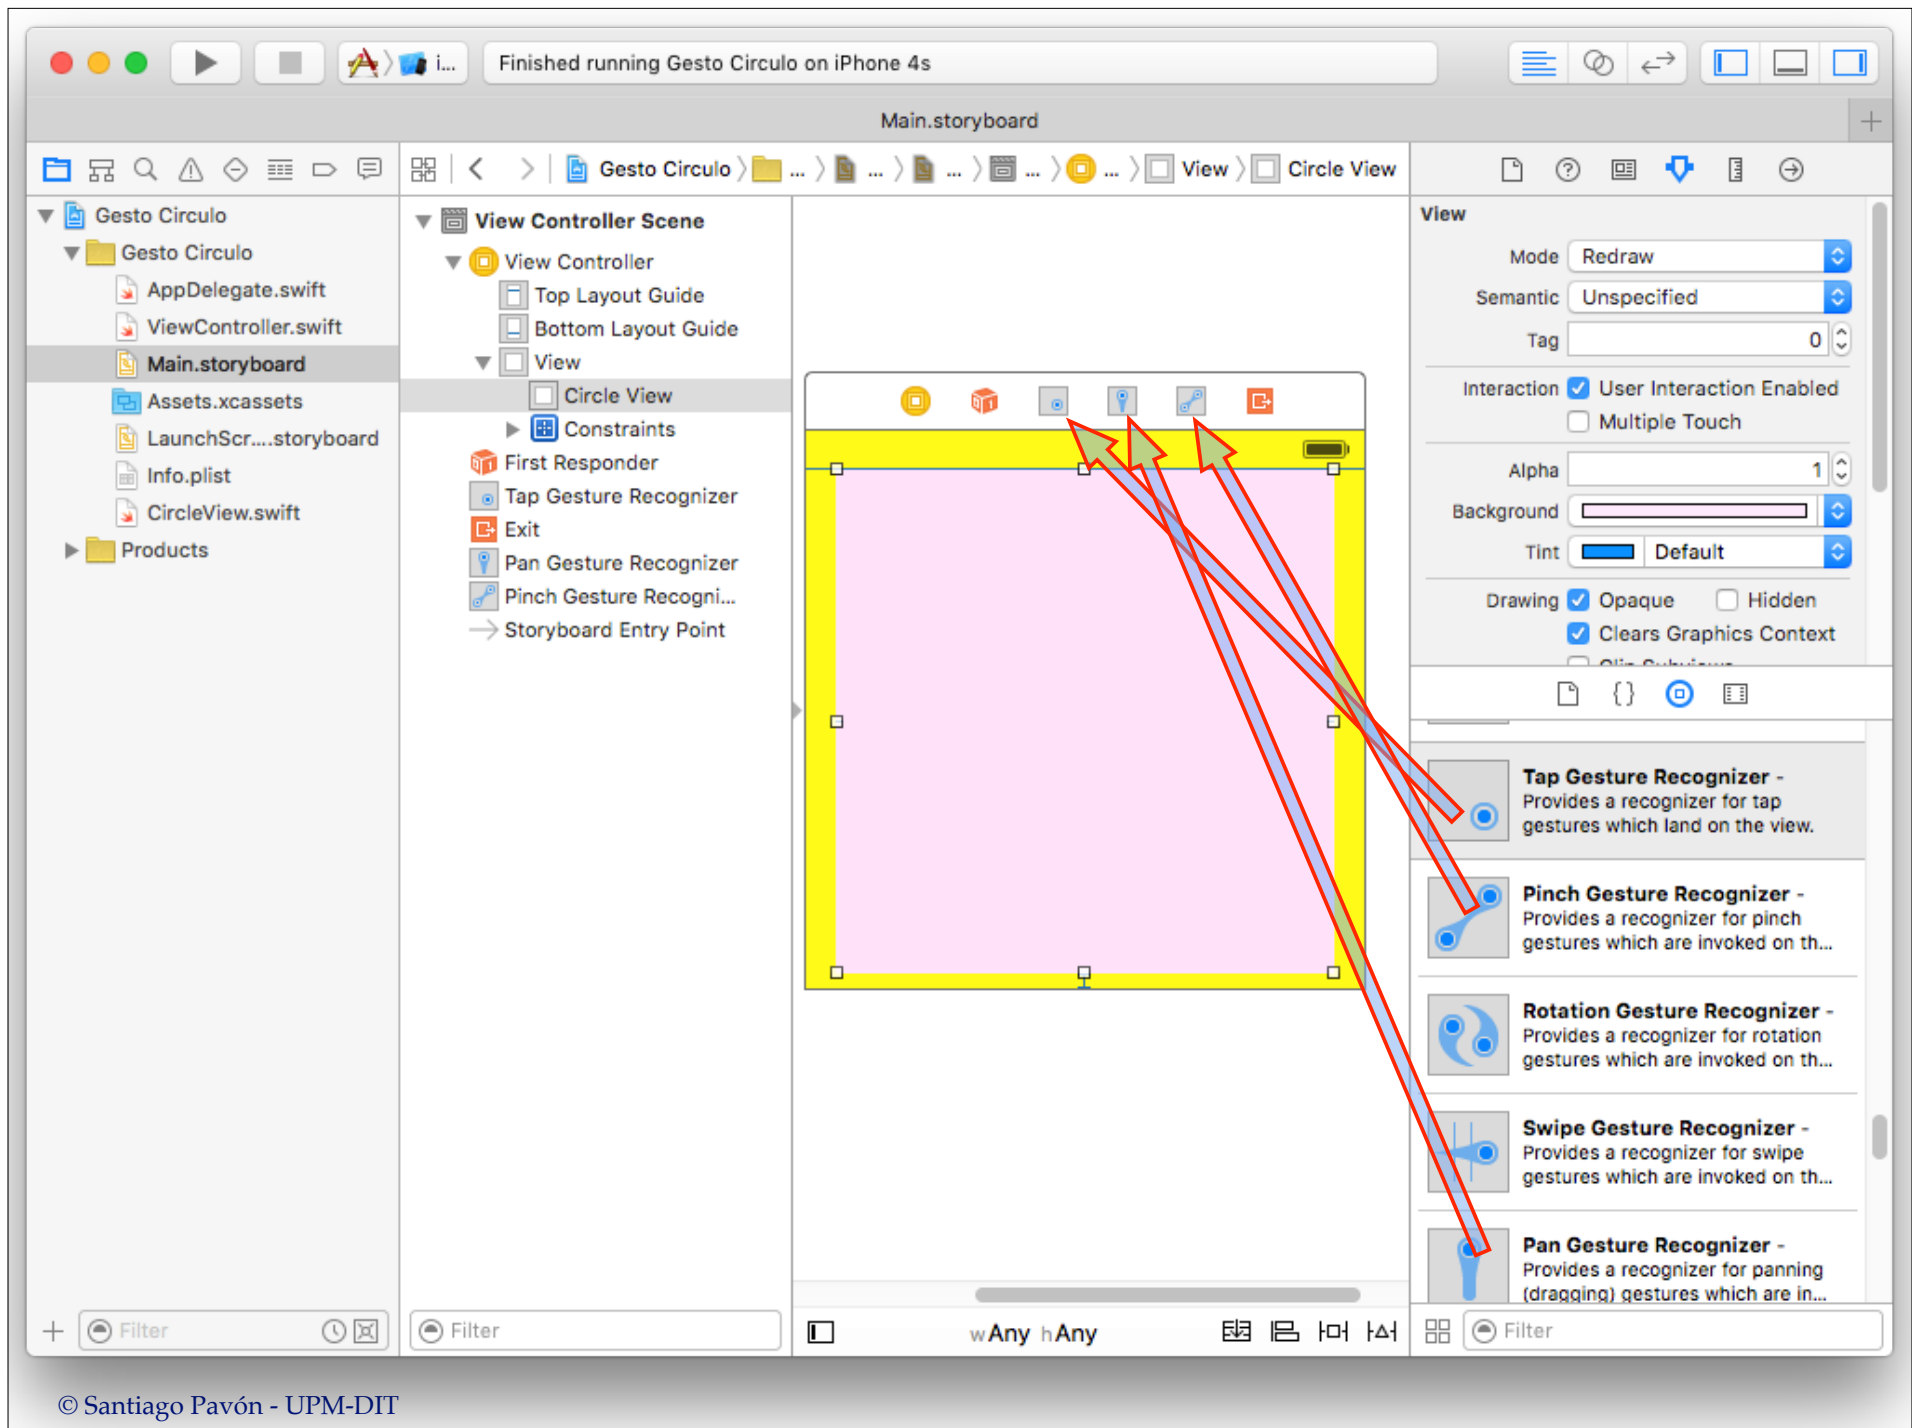 i...
Finished running Gesto Circulo on iPhone 4s
Main.storyboard
Gesto Circulo
...
...
...
...
...
View
Circle View
Gesto Circulo
Gesto Circulo
AppDelegate.swift
ViewController.swift
Main.storyboard
Assets.xcassets
LaunchScr....storyboard
Info.plist
CircleView.swift
Products
Filter
View Controller Scene
View Controller
Top Layout Guide
Bottom Layout Guide
View
Circle View
Constraints
First Responder
Tap Gesture Recognizer
Exit
Pan Gesture Recognizer
Pinch Gesture Recogni...
Storyboard Entry Point
Filter
wAny hAny
View
Mode Redraw
Semantic Unspecified
Tag 0
Interaction User Interaction Enabled
Multiple Touch
Alpha 1
Background
Tint Default
Drawing Opaque Hidden
Clears Graphics Context
Clip Subviews
{}
Tap Gesture Recognizer -
Provides a recognizer for tap
gestures which land on the view.
Pinch Gesture Recognizer -
Provides a recognizer for pinch
gestures which are invoked on th...
Rotation Gesture Recognizer -
Provides a recognizer for rotation
gestures which are invoked on th...
Swipe Gesture Recognizer -
Provides a recognizer for swipe
gestures which are invoked on th...
Pan Gesture Recognizer -
Provides a recognizer for panning
(dragging) gestures which are in...
Filter
© Santiago Pavón - UPM-DIT